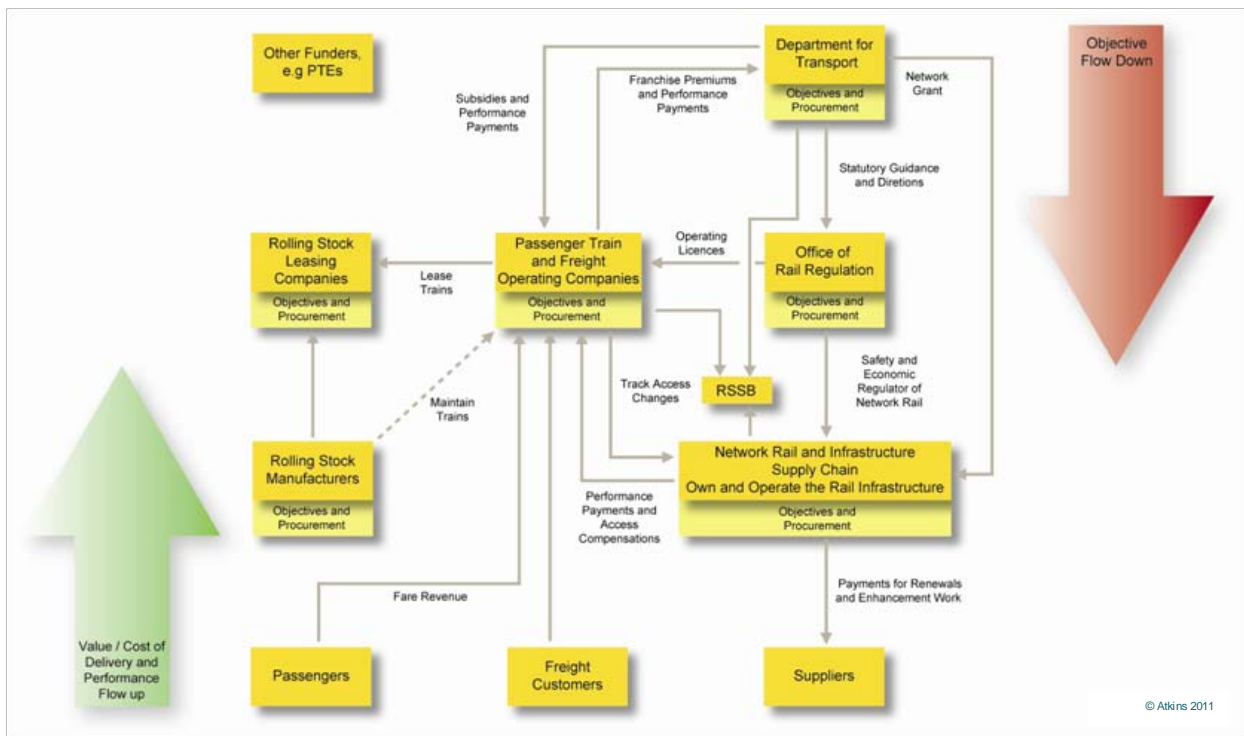 Other Funders,
e.g PTEs
Department for
Transport
Objectives and
Procurement
Objective
Flow Down
Network
Grant
Franchise Premiums
and Performance
Payments
Subsidies and
Performance
Payments
Statutory Guidance
and Diretions
Rolling Stock
Leasing
Companies
Objectives and
Procurement
Lease
Trains
Passenger Train
and Freight
Operating Companies
Objectives and
Procurement
Operating
Licences
Office of
Rail Regulation
Objectives and
Procurement
Safety and
Economic
Regulator of
Network Rail
Track Access
Changes
RSSB
Maintain
Trains
Rolling Stock
Manufacturers
Objectives and
Procurement
Performance
Payments and
Access
Compensations
Network Rail and Infrastructure
Supply Chain
Own and Operate the Rail Infrastructure
Objectives and
Procurement
Fare Revenue
Payments for Renewals
and Enhancement Work
Value / Cost of
Delivery and
Performance
Flow up
Passengers
Freight
Customers
Suppliers
© Atkins 2011